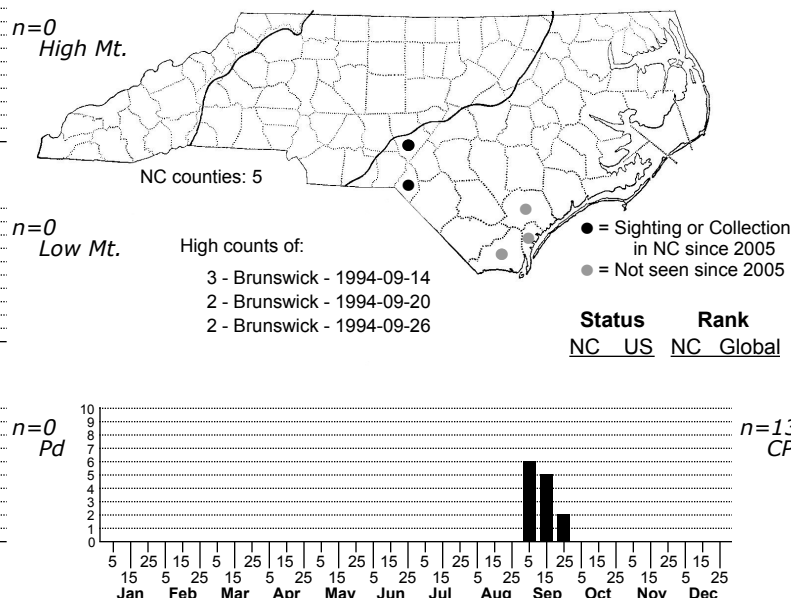 n=0
High Mt.
NC counties: 5
n=0
Low Mt.
High counts of:
3 - Brunswick - 1994-09-14
2 - Brunswick - 1994-09-20
2 - Brunswick - 1994-09-26
= Sighting or Collection
in NC since 2005
= Not seen since 2005
Status Rank
NC US NC Global
n=0
Pd
10
9
8
7
6
5
4
3
2
1
0
n=13
CP
5 25 15 5 25 15 5 25 15 5 25 15 5 25 15 5 25 15
15 5 25 15 5 25 15 5 25 15 5 25 15 5 25 15 5 25
Jan Feb Mar Apr May Jun Jul Aug Sep Oct Nov Dec